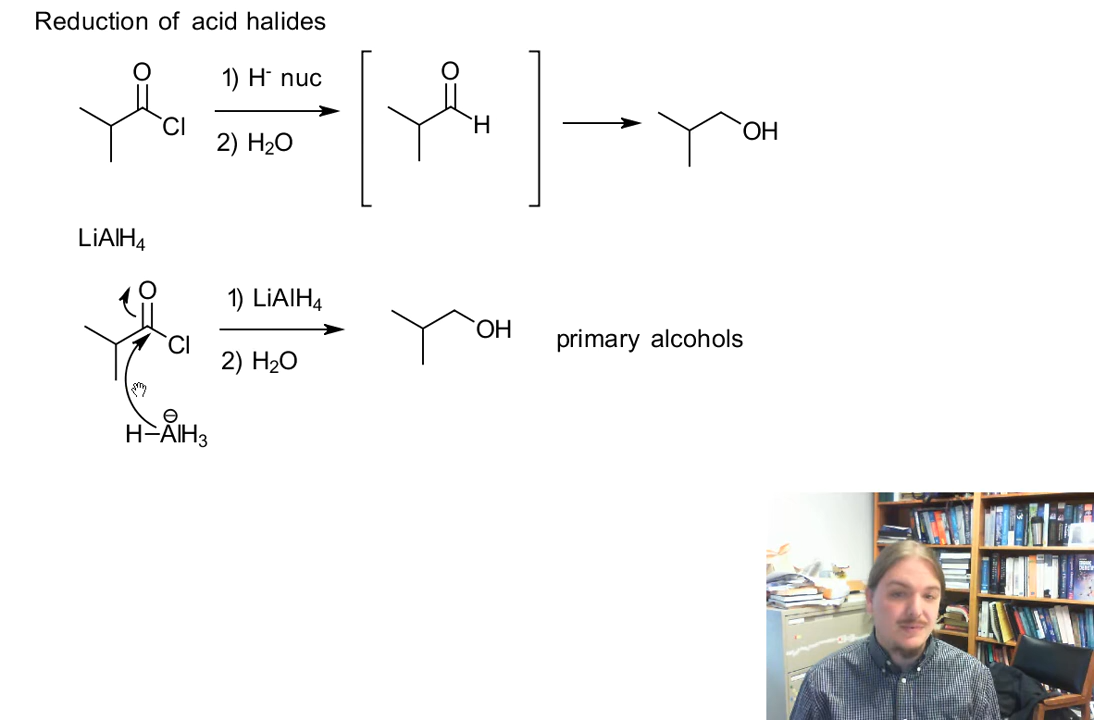 Reduction of acid halides
O
Cl
1) H⁻ nuc
2) H₂O
O
H
OH
LiAlH₄
O
Cl
1) LiAlH₄
2) H₂O
OH
primary alcohols
⊖
H–AlH₃